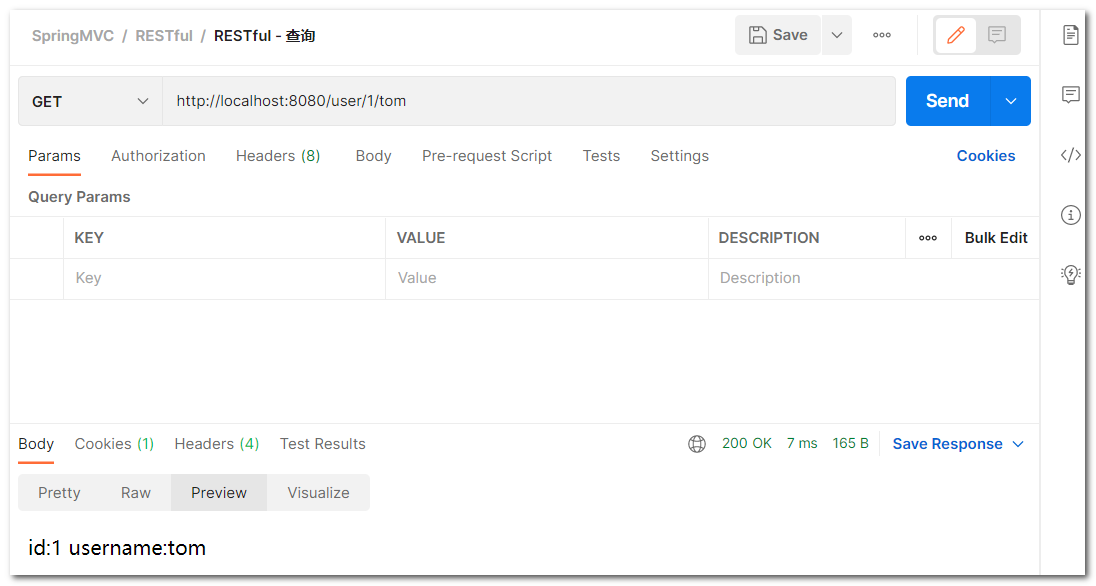 SpringMVC / RESTful / RESTful - 查询 Save
GET http://localhost:8080/user/1/tom Send
Params Authorization Headers (8) Body Pre-request Script Tests Settings Cookies
Query Params
KEY VALUE DESCRIPTION Bulk Edit
Key Value Description
Body Cookies (1) Headers (4) Test Results 200 OK 7 ms 165 B Save Response
Pretty Raw Preview Visualize
id:1 username:tom